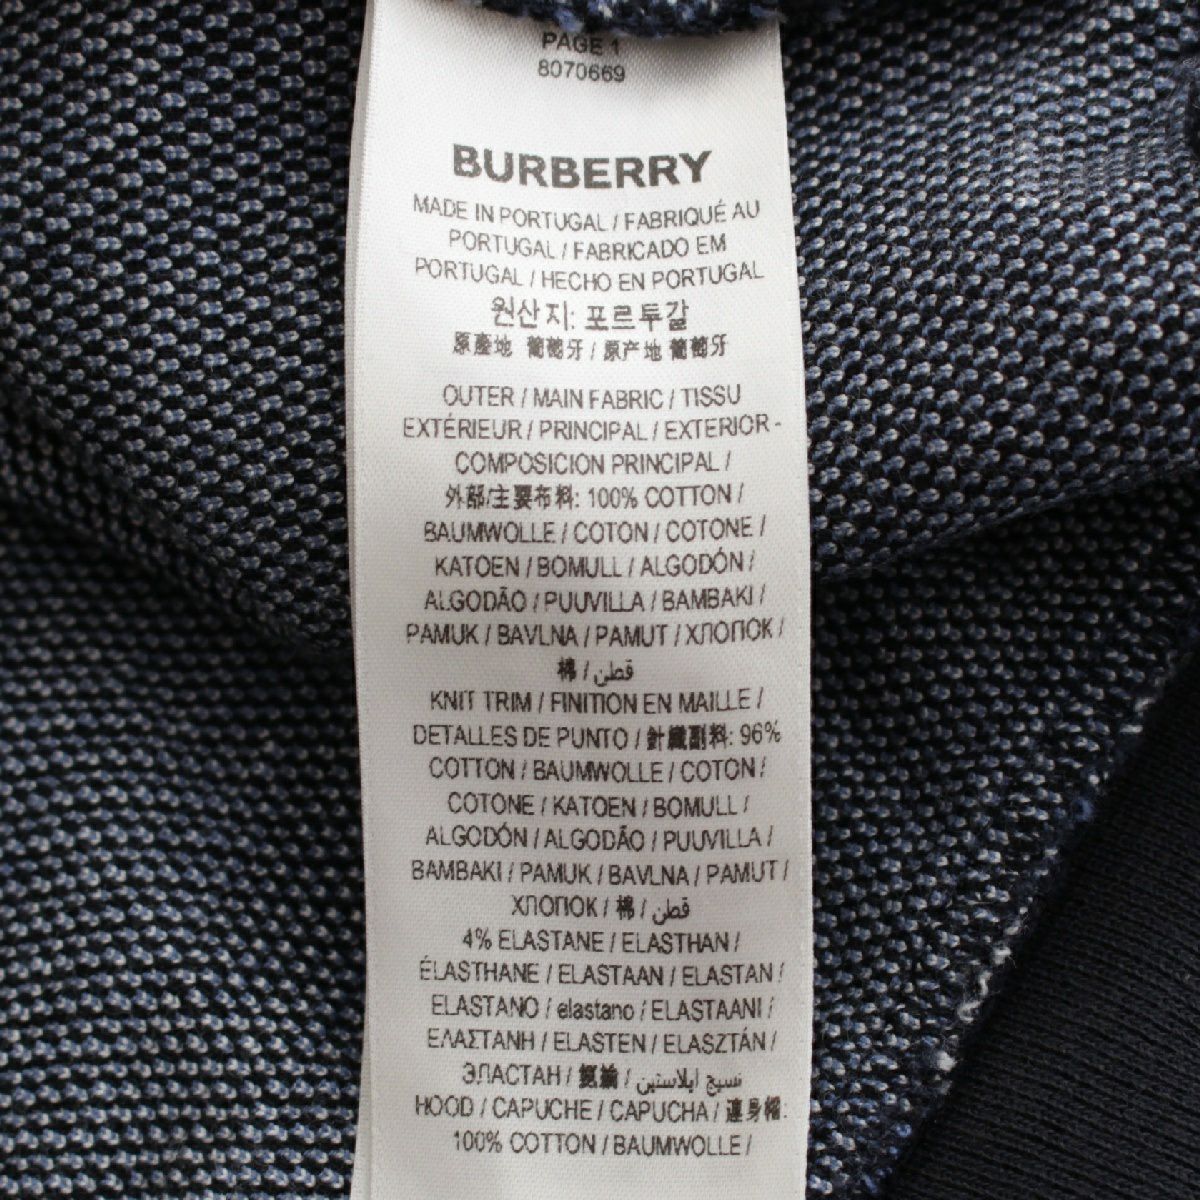 PAGE 1
8070669
BURBERRY
MADE IN PORTUGAL / FABRIQUÉ AU
PORTUGAL / FABRICADO EM
PORTUGAL / HECHO EN PORTUGAL
원산지: 포르투갈
原產地 葡萄牙 / 原产地 葡萄牙
OUTER / MAIN FABRIC / TISSU
EXTÉRIEUR / PRINCIPAL / EXTERIOR -
COMPOSICION PRINCIPAL /
外部/主要布料: 100% COTTON /
BAUMWOLLE / COTON / COTONE /
KATOEN / BOMULL / ALGODÓN /
ALGODÃO / PUUVILLA / BAMBAKI /
PAMUK / BAVLNA / PAMUT / ХЛОПОК /
棉 / قطن
KNIT TRIM / FINITION EN MAILLE /
DETALLES DE PUNTO / 針織副料: 96%
COTTON / BAUMWOLLE / COTON /
COTONE / KATOEN / BOMULL /
ALGODÓN / ALGODÃO / PUUVILLA /
BAMBAKI / PAMUK / BAVLNA / PAMUT /
ХЛОПОК / 棉 / قطن
4% ELASTANE / ELASTHAN /
ÉLASTHANE / ELASTAAN / ELASTAN /
ELASTANO / elastano / ELASTAANI /
ΕΛΑΣΤΑΝΗ / ELASTEN / ELASZTÁN /
ЭЛАСТАН / 氨綸 / نسيج ايلاستين
HOOD / CAPUCHE / CAPUCHA / 連身帽:
100% COTTON / BAUMWOLLE /